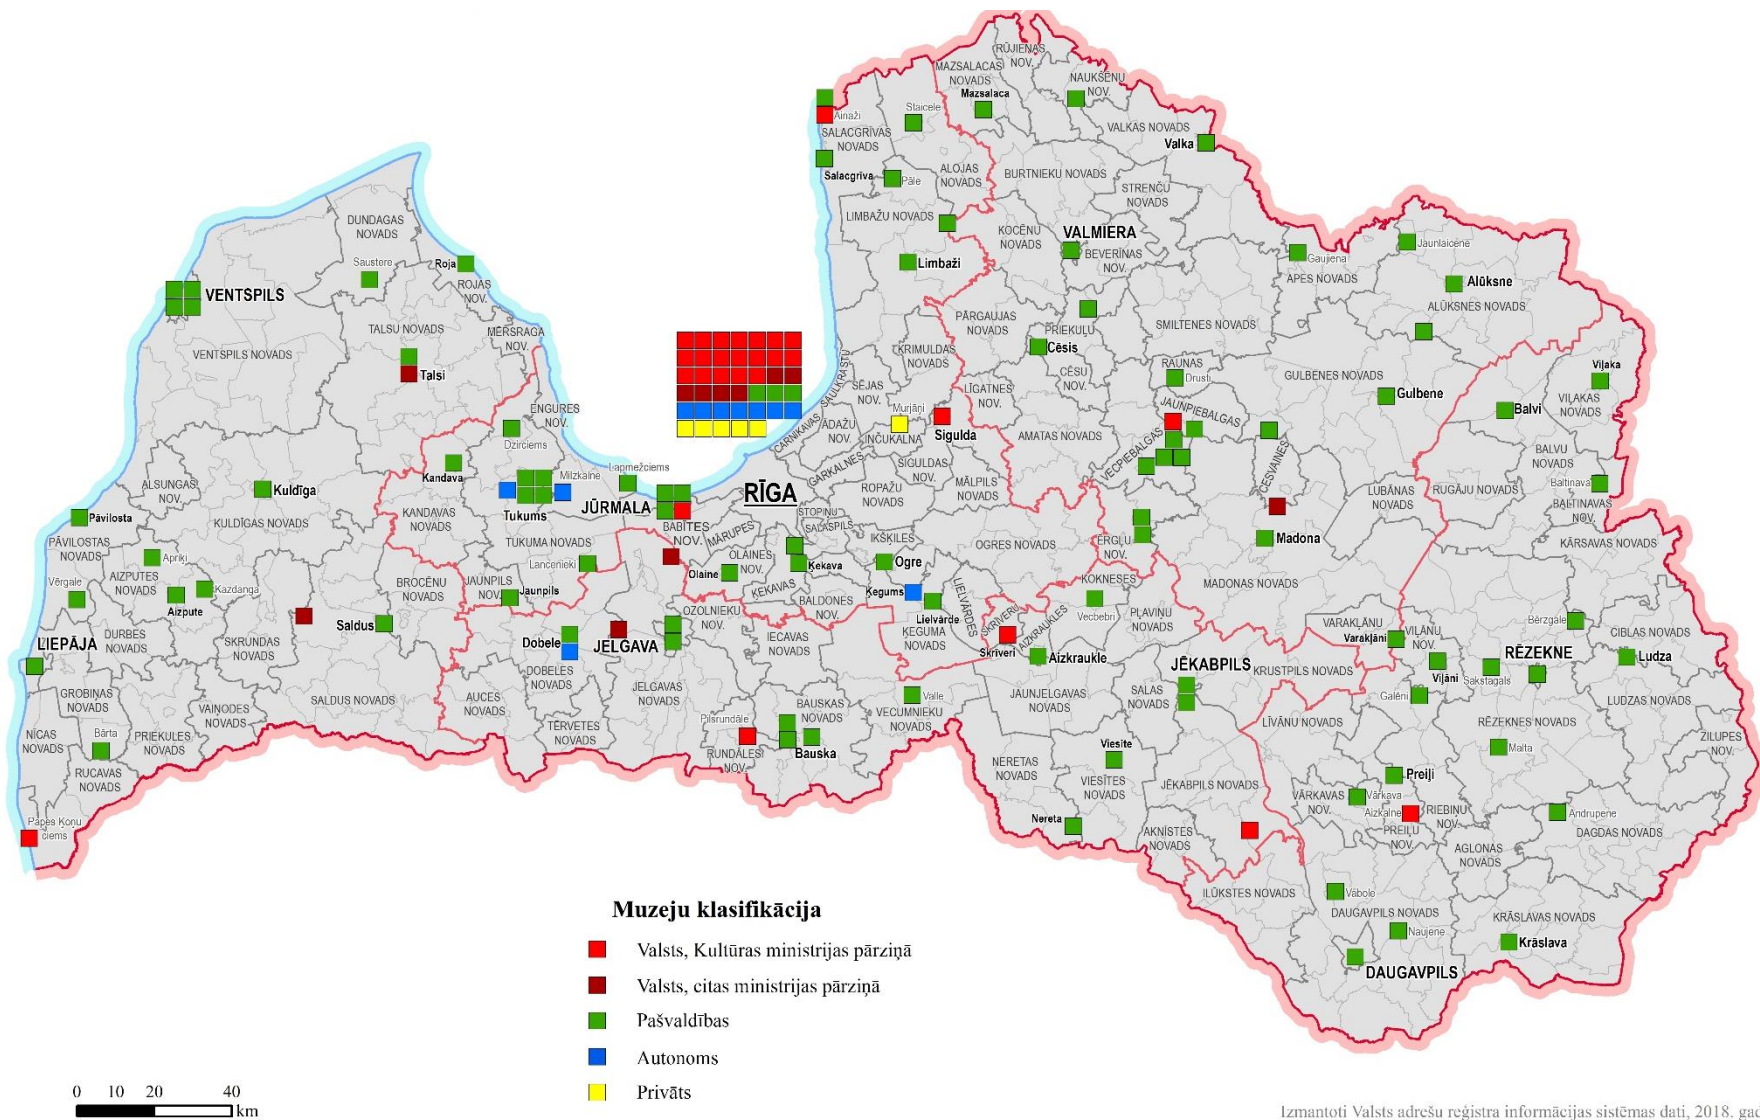 RŪJIENAS
NOV.
MAZSALACAS
NOVADS
Mazsalaca
NAUKŠĒNU
NOV.
Ainaži
Staicele
SALACGRĪVAS
NOVADS
VALKAS NOVADS
Valka
Salacgrīva
Pāle
ALOJAS
NOVADS
BURTNIEKU NOVADS
STRENČU
NOVADS
LIMBAŽU NOVADS
KOCĒNU
NOVADS
VALMIERA
BEVERĪNAS
NOV.
Limbaži
Gaujiena
APES NOVADS
Jaunlaicene
Alūksne
ALŪKSNES NOVADS
DUNDAGAS
NOVADS
Saustere
Roja
ROJAS
NOV.
VENTSPILS
VENTSPILS NOVADS
TALSU NOVADS
MĒRSRAGA
NOV.
Talsi
PĀRGAUJAS
NOVADS
PRIEKUĻU
Cēsis
CĒSU
NOV.
SMILTENES NOVADS
RAUNAS
Drusti
GULBENES NOVADS
Gulbene
Balvi
Viļaka
VIĻAKAS
NOVADS
KRIMULDAS
NOVADS
SAULKRASTU
SĒJAS
NOV.
LĪGATNES
NOV.
Murjāņi
Sigulda
ĀDAŽU
NOV.
INČUKALNA
CARNIKAVAS
GARKALNES
SIGULDAS
NOV.
AMATAS NOVADS
JAUNPIEBALGAS
VECPIEBALGAS
CESVAINES
LUBĀNAS
NOVADS
RUGĀJU NOVADS
BALVU
NOVADS
Baltinava
BALTINAVAS
NOV.
ENGURES
NOV.
Dzirciems
Kandava
KANDAVAS
NOVADS
Milzkalne
Lapmežciems
Tukums
TUKUMA NOVADS
JŪRMALA
RĪGA
BABĪTES
NOV.
MĀRUPES
ROPAŽU
NOVADS
MĀLPILS
NOVADS
STOPIŅU
SALASPILS
ALSUNGAS
NOV.
Kuldīga
KULDĪGAS NOVADS
Pāvilosta
PĀVILOSTAS
NOVADS
Apriķi
AIZPUTES
NOVADS
Kazdanga
Aizpute
Vērgale
LIEPĀJA
DURBES
NOVADS
SKRUNDAS
NOVADS
Saldus
BROCĒNU
NOVADS
JAUNPILS
NOV.
Jaunpils
Lancenieki
Olaine
OLAINES
NOV.
Ķekava
ĶEKAVAS
BALDONES
NOV.
IKŠĶILES
Ogre
OGRES NOVADS
Ķegums
Lielvārde
LIELVĀRDES
ĶEGUMA
NOVADS
SKRĪVERU
Skrīveri
AIZKRAUKLES
Aizkraukle
KOKNESES
Vecbebri
ĒRGĻU
NOV.
Madona
MADONAS NOVADS
PĻAVIŅU
NOVADS
VARAKĻĀNU
Varakļāni
VIĻĀNU
NOV.
Viļāni
KĀRSAVAS NOVADS
Bērzgale
CIBLAS NOVADS
RĒZEKNE
Sakstagals
Ludza
LUDZAS NOVADS
Galēni
Dobele
DOBELES
NOVADS
JELGAVA
JELGAVAS
NOVADS
OZOLNIEKU
NOV.
IECAVAS
NOVADS
AUCES
NOVADS
TĒRVETES
NOVADS
SALDUS NOVADS
GROBIŅAS
NOVADS
NĪCAS
NOVADS
Bārta
RUCAVAS
NOVADS
PRIEKULES
NOVADS
VAIŅODES
NOVADS
Papes Ķoņu
ciems
Pilsrundāle
RUNDĀLES
NOV.
BAUSKAS
NOVADS
Bauska
Valle
VECUMNIEKU
NOVADS
JAUNJELGAVAS
NOVADS
JĒKABPILS
KRUSTPILS NOVADS
SALAS
NOVADS
LĪVĀNU NOVADS
RĒZEKNES NOVADS
ZILUPES
NOV.
Malta
Viesīte
VIESĪTES
NOVADS
NERETAS
NOVADS
Nereta
JĒKABPILS NOVADS
AKNĪSTES
NOVADS
Preiļi
VĀRKAVAS
NOV.
Vārkava
Aizkalne
PREIĻU
NOV.
RIEBIŅU
NOV.
Andrupene
DAGDAS NOVADS
AGLONAS
NOVADS
ILŪKSTES NOVADS
Vabole
DAUGAVPILS NOVADS
Naujene
DAUGAVPILS
KRĀSLAVAS NOVADS
Krāslava
Muzeju klasifikācija
Valsts, Kultūras ministrijas pārziņā
Valsts, citas ministrijas pārziņā
Pašvaldības
Autonoms
Privāts
0 10 20 40
km
Izmantoti Valsts adrešu reģistra informācijas sistēmas dati, 2018. gad